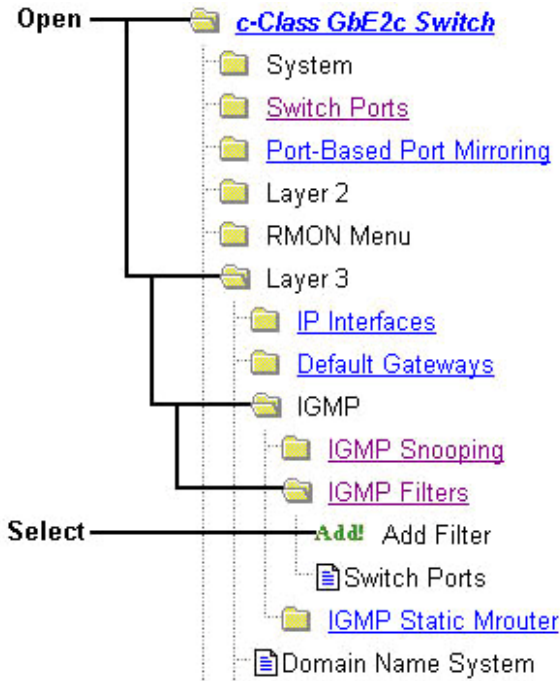 Open c-Class GbE2c Switch
System
Switch Ports
Port-Based Port Mirroring
Layer 2
RMON Menu
Layer 3
IP Interfaces
Default Gateways
IGMP
IGMP Snooping
IGMP Filters
Select Add! Add Filter
Switch Ports
IGMP Static Mrouter
Domain Name System